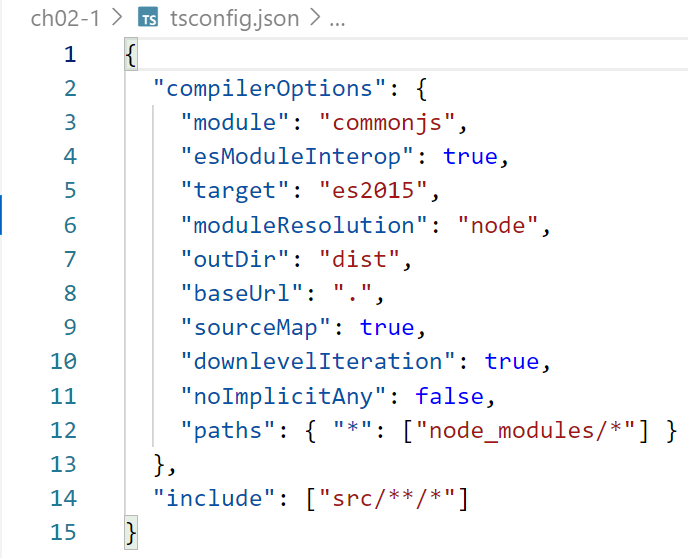 ch02-1 > TS tsconfig.json > ...
1 {
2 "compilerOptions": {
3 "module": "commonjs",
4 "esModuleInterop": true,
5 "target": "es2015",
6 "moduleResolution": "node",
7 "outDir": "dist",
8 "baseUrl": ".",
9 "sourceMap": true,
10 "downlevelIteration": true,
11 "noImplicitAny": false,
12 "paths": { "*": ["node_modules/*"] }
13 },
14 "include": ["src/**/*"]
15 }